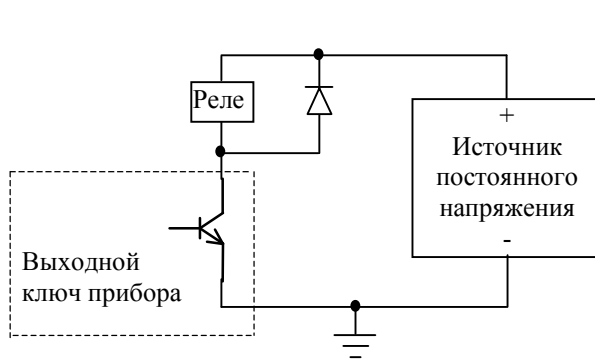 Реле
+
Источник
постоянного
напряжения
-
Выходной
ключ прибора